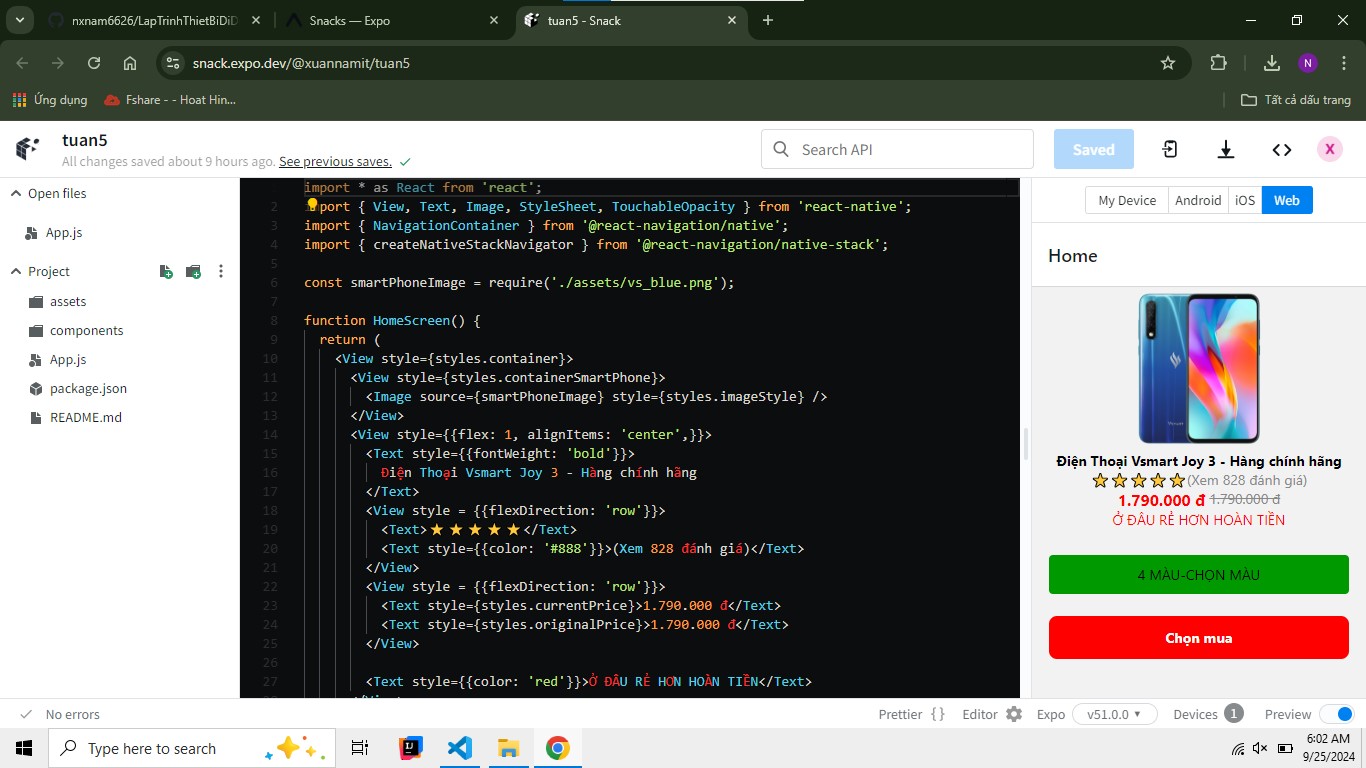 nxnam6626/LapTrinhThietBiDiD
Snacks — Expo
tuan5 - Snack
snack.expo.dev/@xuannamit/tuan5
N
Ứng dụng
Fshare - - Hoat Hin...
Tất cả dấu trang
tuan5
All changes saved about 9 hours ago. See previous saves.
Search API
Saved
X
Open files
App.js
Project
assets
components
App.js
package.json
README.md
import * as React from 'react';
2 import { View, Text, Image, StyleSheet, TouchableOpacity } from 'react-native';
3 import { NavigationContainer } from '@react-navigation/native';
4 import { createNativeStackNavigator } from '@react-navigation/native-stack';
5
6 const smartPhoneImage = require('./assets/vs_blue.png');
7
8 function HomeScreen() {
9 return (
10 <View style={styles.container}>
11 <View style={styles.containerSmartPhone}>
12 <Image source={smartPhoneImage} style={styles.imageStyle} />
13 </View>
14 <View style={{flex: 1, alignItems: 'center',}}>
15 <Text style={{fontWeight: 'bold'}}>
16 Điện Thoại Vsmart Joy 3 - Hàng chính hãng
17 </Text>
18 <View style = {{flexDirection: 'row'}}>
19 <Text>⭐⭐⭐⭐⭐</Text>
20 <Text style={{color: '#888'}}>(Xem 828 đánh giá)</Text>
21 </View>
22 <View style = {{flexDirection: 'row'}}>
23 <Text style={styles.currentPrice}>1.790.000 đ</Text>
24 <Text style={styles.originalPrice}>1.790.000 đ</Text>
25 </View>
26
27 <Text style={{color: 'red'}}>Ở ĐÂU RẺ HƠN HOÀN TIỀN</Text>
My Device
Android
iOS
Web
Home
Điện Thoại Vsmart Joy 3 - Hàng chính hãng
⭐⭐⭐⭐⭐(Xem 828 đánh giá)
1.790.000 đ 1.790.000 đ
Ở ĐÂU RẺ HƠN HOÀN TIỀN
4 MÀU-CHỌN MÀU
Chọn mua
No errors
Prettier {}
Editor
Expo
v51.0.0
Devices 1
Preview
Type here to search
6:02 AM
9/25/2024